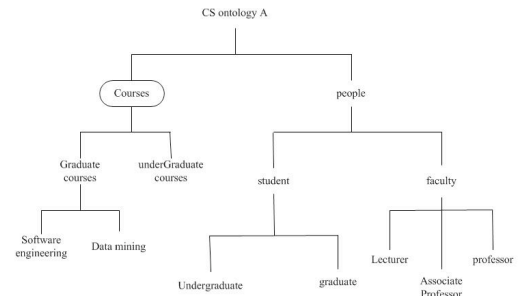 CS ontology A
Courses
people
Graduate
courses
underGraduate
courses
student
faculty
Software
engineering
Data mining
Undergraduate
graduate
Lecturer
Associate
Professor
professor